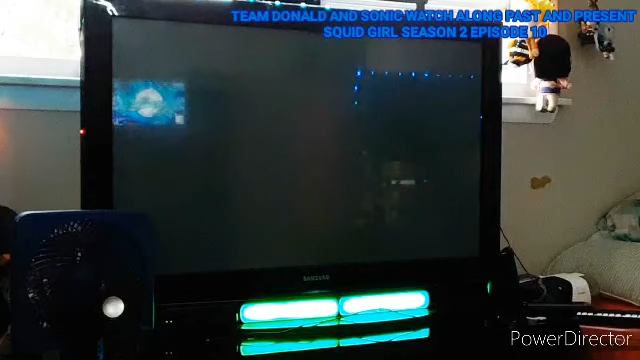 TEAM DONALD AND SONIC WATCH ALONG PAST AND PRESENT
SQUID GIRL SEASON 2 EPISODE 10
SAMSUNG
PowerDirector